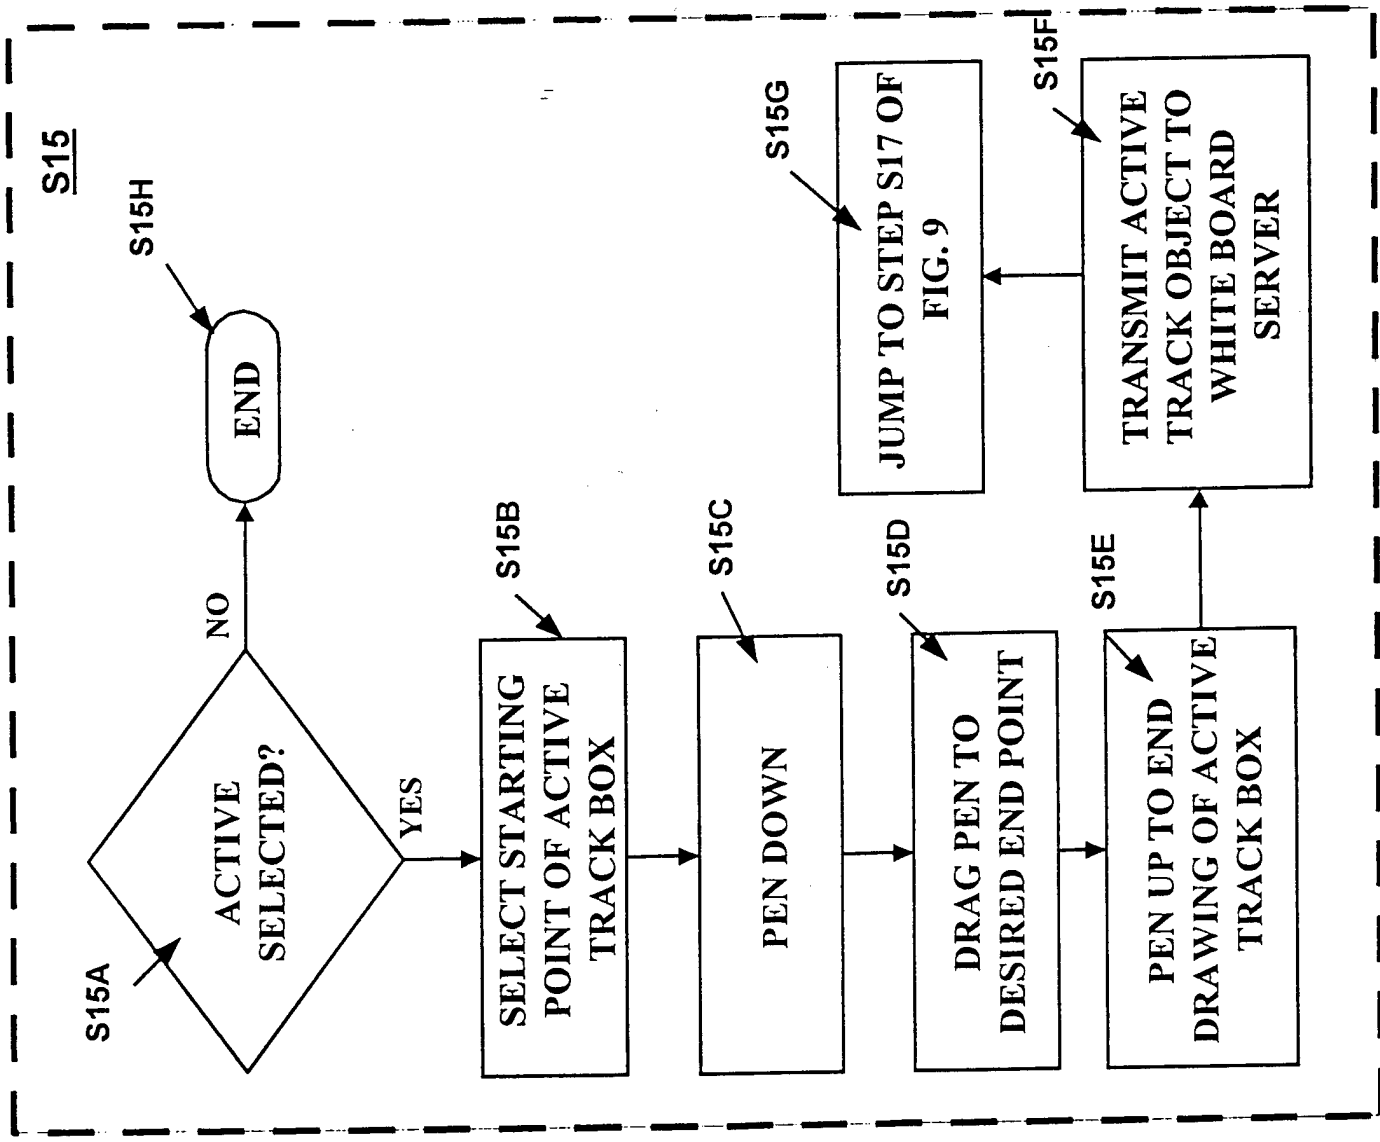 S15
S15A
ACTIVE
SELECTED?
NO
END
S15H
YES
SELECT STARTING
POINT OF ACTIVE
TRACK BOX
S15B
PEN DOWN
S15C
DRAG PEN TO
DESIRED END POINT
S15D
PEN UP TO END
DRAWING OF ACTIVE
TRACK BOX
S15E
TRANSMIT ACTIVE
TRACK OBJECT TO
WHITE BOARD
SERVER
S15F
JUMP TO STEP S17 OF
FIG. 9
S15G